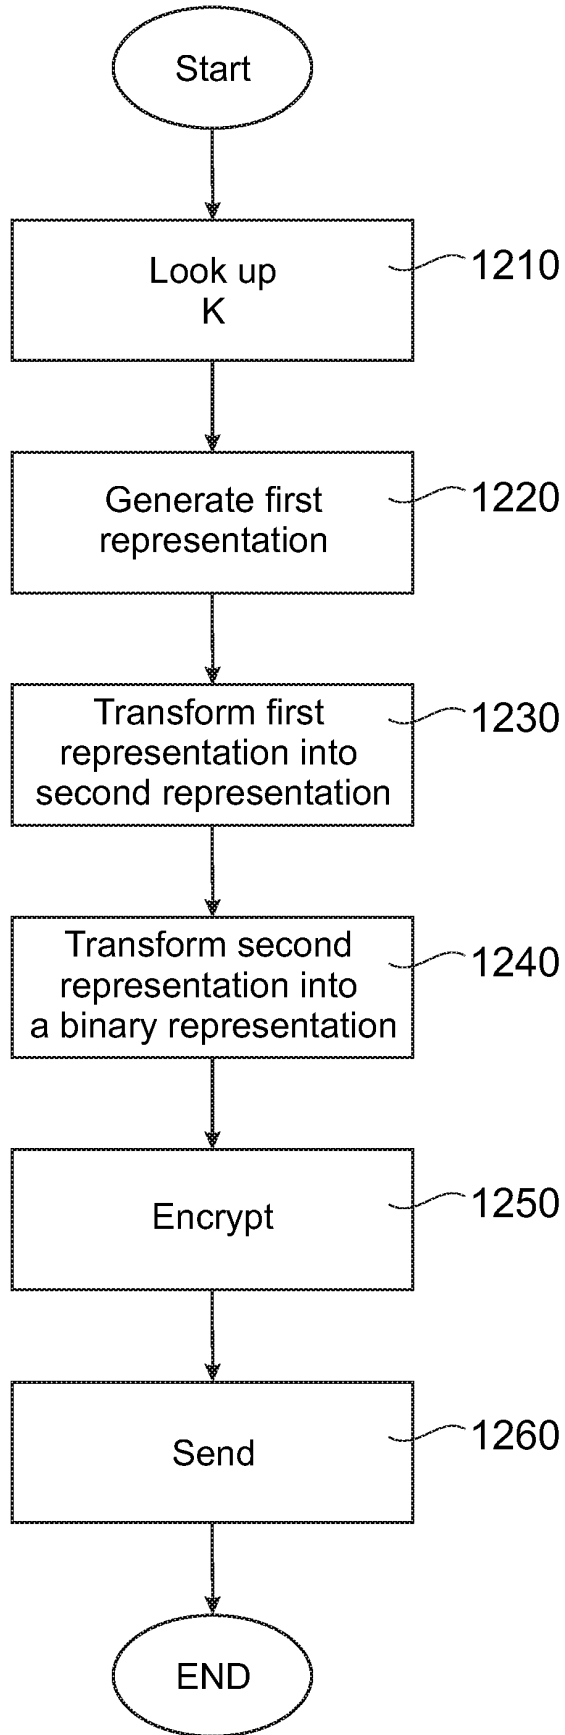 Start
Look up
K
1210
Generate first
representation
1220
Transform first
representation into
second representation
1230
Transform second
representation into
a binary representation
1240
Encrypt
1250
Send
1260
END